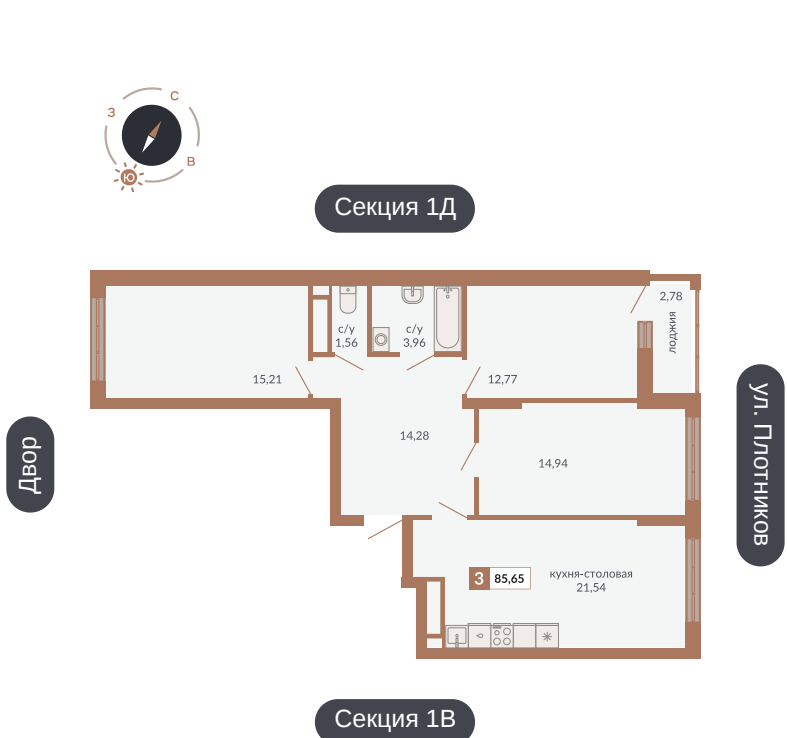 С
З
В
Ю
Секция 1Д
2,78
лоджия
с/у
1,56
с/у
3,96
15,21
12,77
ул. Плотников
14,28
14,94
Двор
3 85,65
кухня-столовая
21,54
Секция 1В